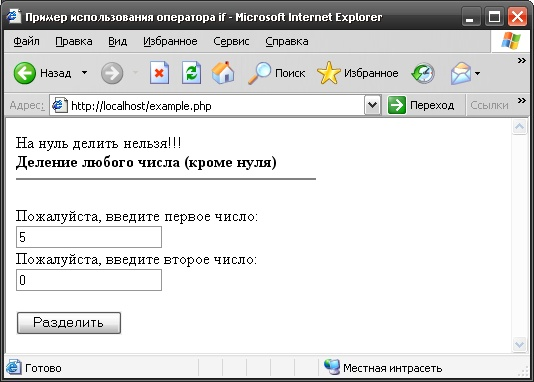 Пример использования оператора if - Microsoft Internet Explorer
Файл Правка Вид Избранное Сервис Справка
Назад Поиск Избранное »
Адрес: http://localhost/example.php Переход Ссылки »
На нуль делить нельзя!!!
Деление любого числа (кроме нуля)
Пожалуйста, введите первое число:
5
Пожалуйста, введите второе число:
0
Разделить
Готово Местная интрасеть